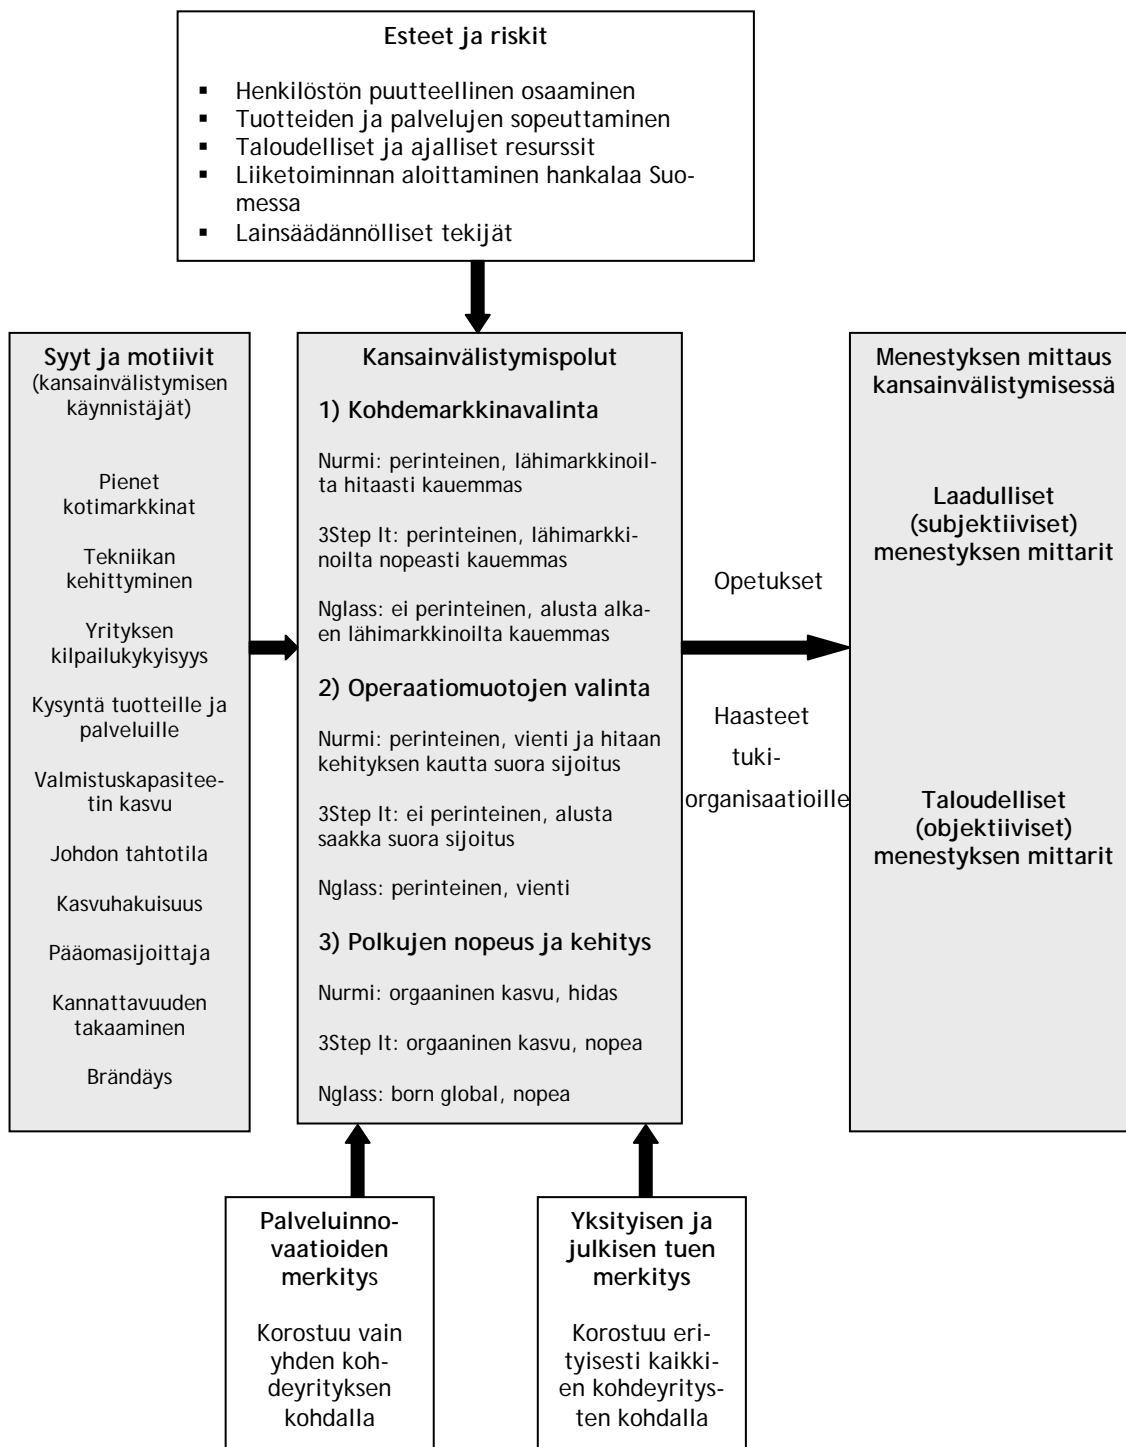 Esteet ja riskit
▪ Henkilöstön puutteellinen osaaminen
▪ Tuotteiden ja palvelujen sopeuttaminen
▪ Taloudelliset ja ajalliset resurssit
▪ Liiketoiminnan aloittaminen hankalaa Suo-
messa
▪ Lainsäädännölliset tekijät
Syyt ja motiivit
(kansainvälistymisen
käynnistäjät)
Pienet
kotimarkkinat
Tekniikan
kehittyminen
Yrityksen
kilpailukykyisyys
Kysyntä tuotteille ja
palveluille
Valmistuskapasitee-
tin kasvu
Johdon tahtotila
Kasvuhakuisuus
Pääomasijoittaja
Kannattavuuden
takaaminen
Brändäys
Kansainvälistymispolut
1) Kohdemarkkinavalinta
Nurmi: perinteinen, lähimarkkinoil-
ta hitaasti kauemmas
3Step It: perinteinen, lähimarkki-
noilta nopeasti kauemmas
Nglass: ei perinteinen, alusta alka-
en lähimarkkinoilta kauemmas
2) Operaatiomuotojen valinta
Nurmi: perinteinen, vienti ja hitaan
kehityksen kautta suora sijoitus
3Step It: ei perinteinen, alusta
saakka suora sijoitus
Nglass: perinteinen, vienti
3) Polkujen nopeus ja kehitys
Nurmi: orgaaninen kasvu, hidas
3Step It: orgaaninen kasvu, nopea
Nglass: born global, nopea
Opetukset
Haasteet
tuki-
organisaatioille
Menestyksen mittaus
kansainvälistymisessä
Laadulliset
(subjektiiviset)
menestyksen mittarit
Taloudelliset
(objektiiviset)
menestyksen mittarit
Palveluinno-
vaatioiden
merkitys
Korostuu vain
yhden koh-
deyrityksen
kohdalla
Yksityisen ja
julkisen tuen
merkitys
Korostuu eri-
tyisesti kaikki-
en kohdeyritys-
ten kohdalla